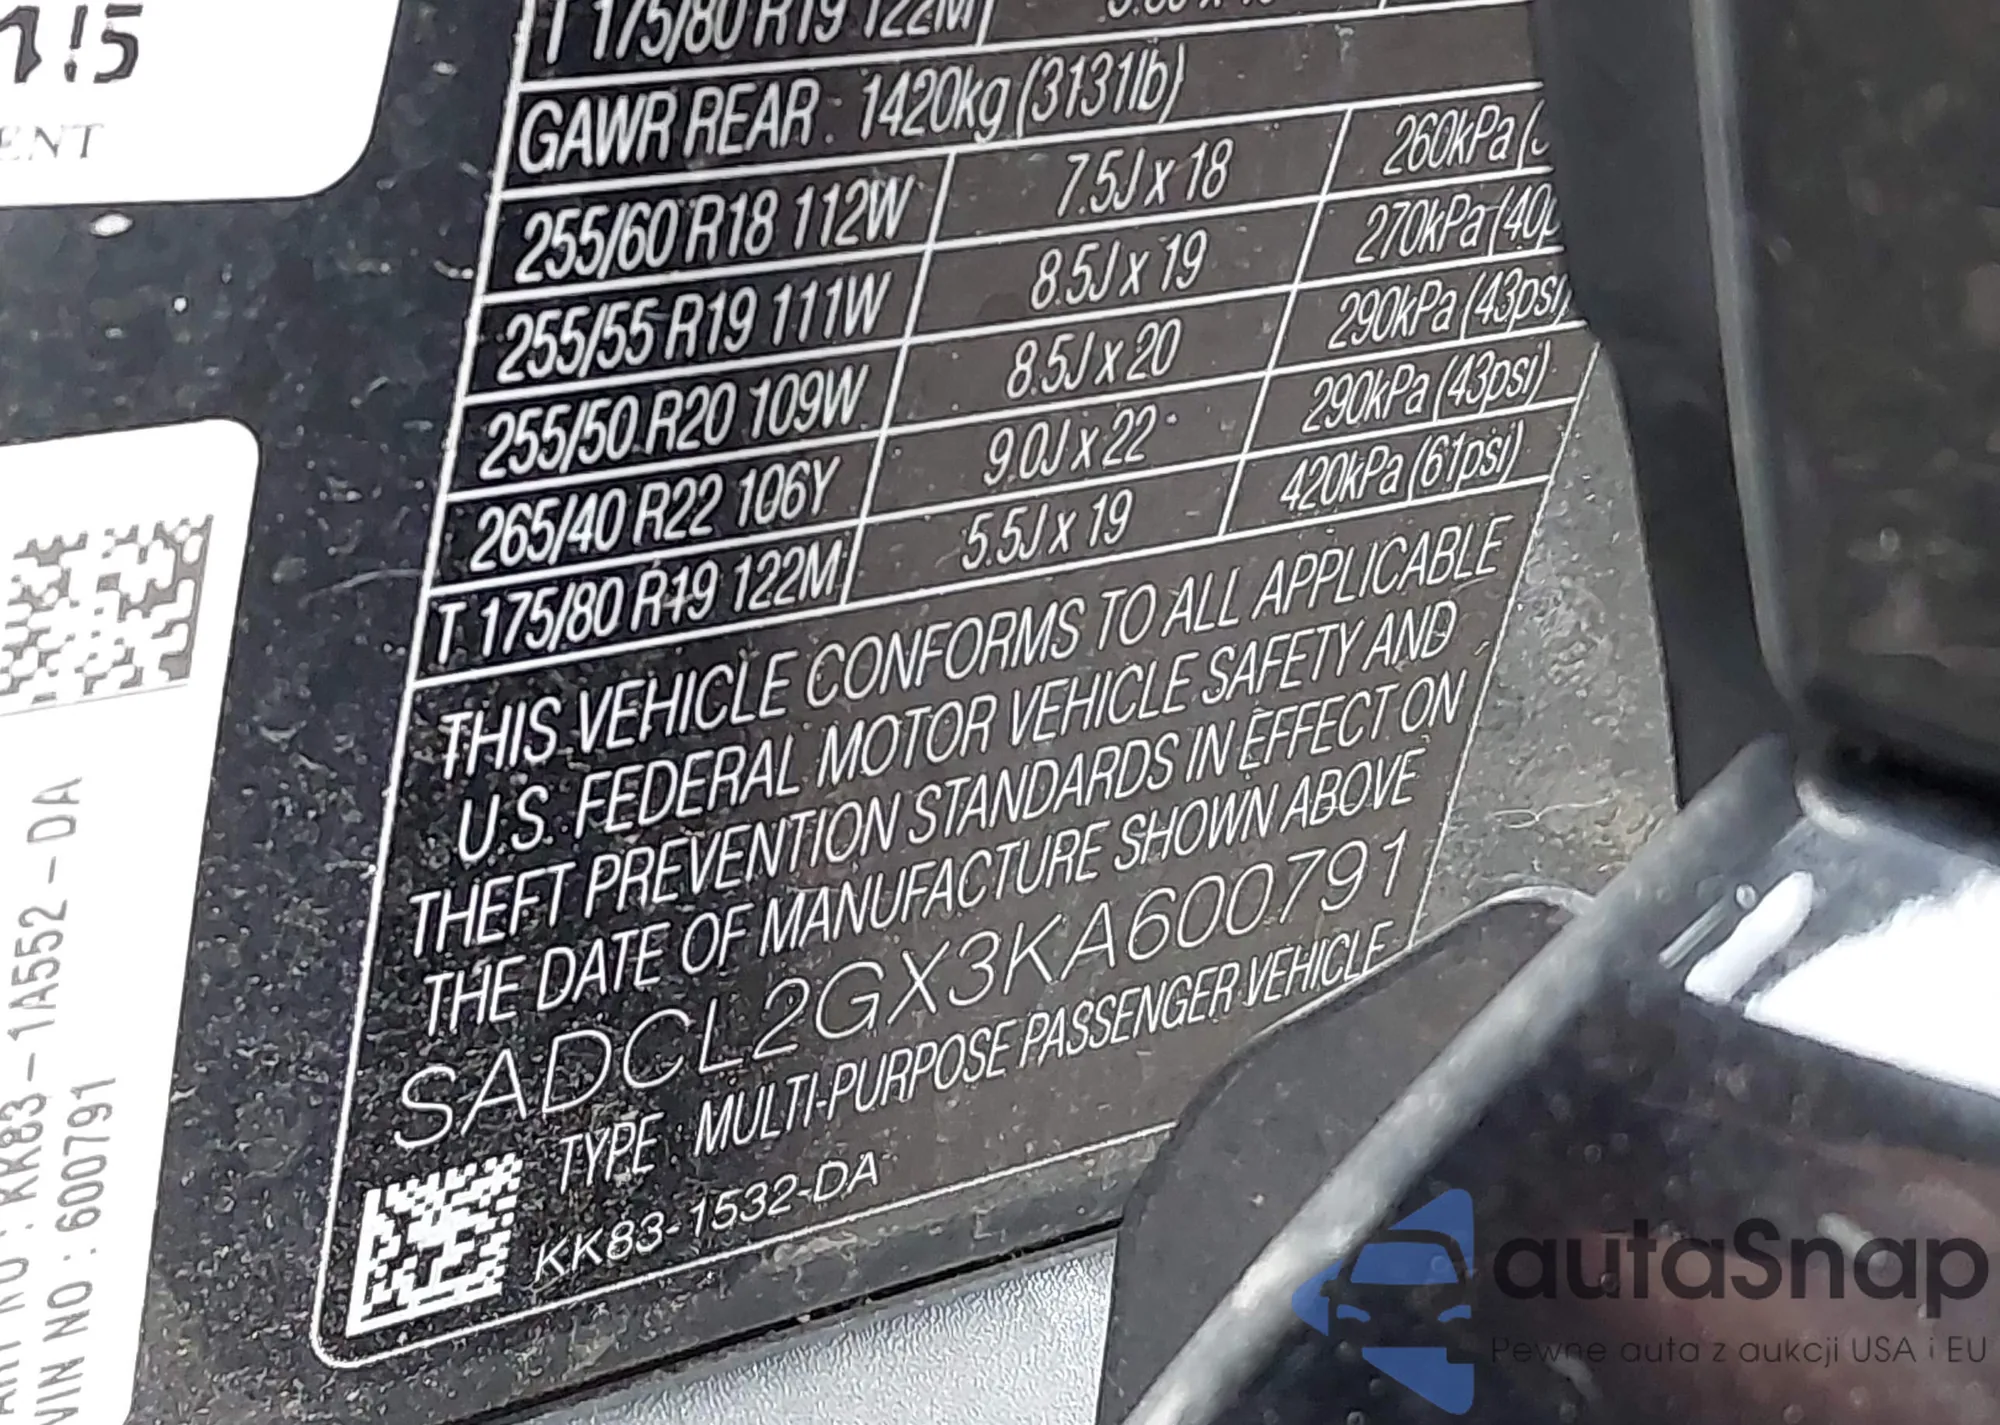 T 175/80 R19 122M
GAWR REAR : 1420kg (3131lb)
255/60 R18 112W 7.5J x 18 260kPa
255/55 R19 111W 8.5J x 19 270kPa (40p
255/50 R20 109W 8.5J x 20 290kPa (43psi)
265/40 R22 106Y 9.0J x 22 290kPa (43psi)
T 175/80 R19 122M 5.5J x 19 420kPa (61psi)
THIS VEHICLE CONFORMS TO ALL APPLICABLE
U.S. FEDERAL MOTOR VEHICLE SAFETY AND
THEFT PREVENTION STANDARDS IN EFFECT ON
THE DATE OF MANUFACTURE SHOWN ABOVE
SADCL2GX3KA600791
TYPE : MULTI-PURPOSE PASSENGER VEHICLE
KK83-1532-DA
ENT
NO : KK83-1A552-DA
VIN NO : 600791
autaSnap
Pewne auta z aukcji USA i EU